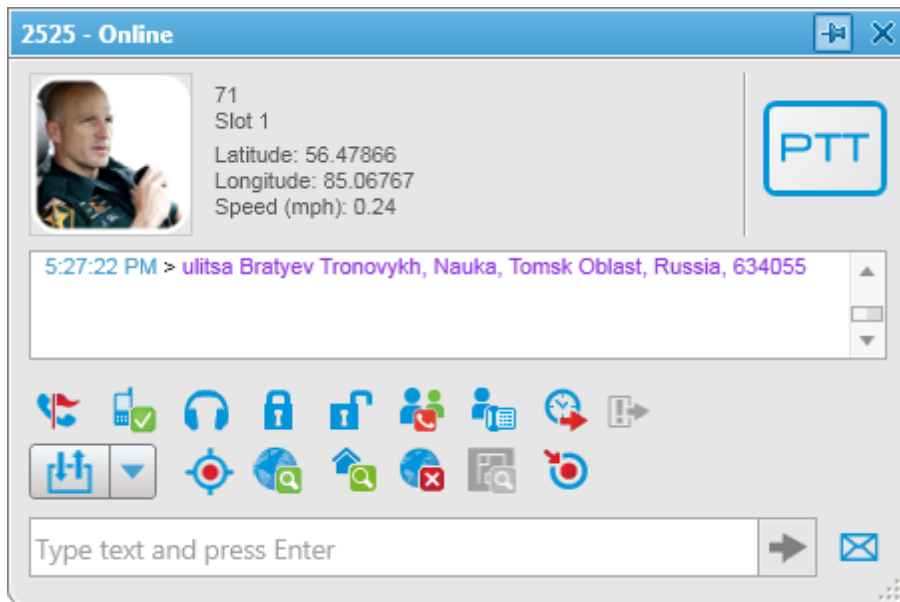 2525 - Online
71
Slot 1
Latitude: 56.47866
Longitude: 85.06767
Speed (mph): 0.24
PTT
5:27:22 PM > ulitsa Bratyev Tronovykh, Nauka, Tomsk Oblast, Russia, 634055
Type text and press Enter